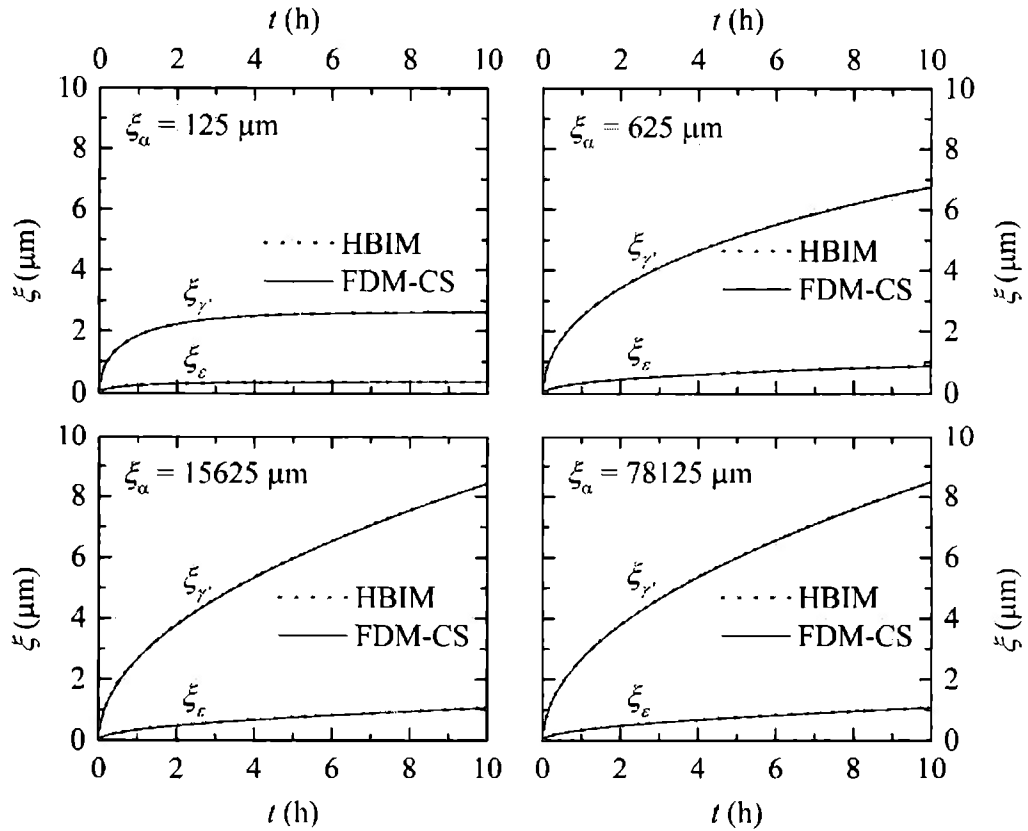 t (h)
t (h)
0 2 4 6 8 10
0 2 4 6 8 10
10
8
6
4
2
0
ξ (μm)
ξα = 125 μm
HBIM
FDM-CS
ξγ'
ξε
ξα = 625 μm
ξγ'
HBIM
FDM-CS
ξε
10
8
6
4
2
0
ξ (μm)
10
8
6
4
2
0
ξ (μm)
ξα = 15625 μm
ξγ'
HBIM
FDM-CS
ξε
0 2 4 6 8 10
t (h)
ξα = 78125 μm
ξγ'
HBIM
FDM-CS
ξε
10
8
6
4
2
0
ξ (μm)
0 2 4 6 8 10
t (h)